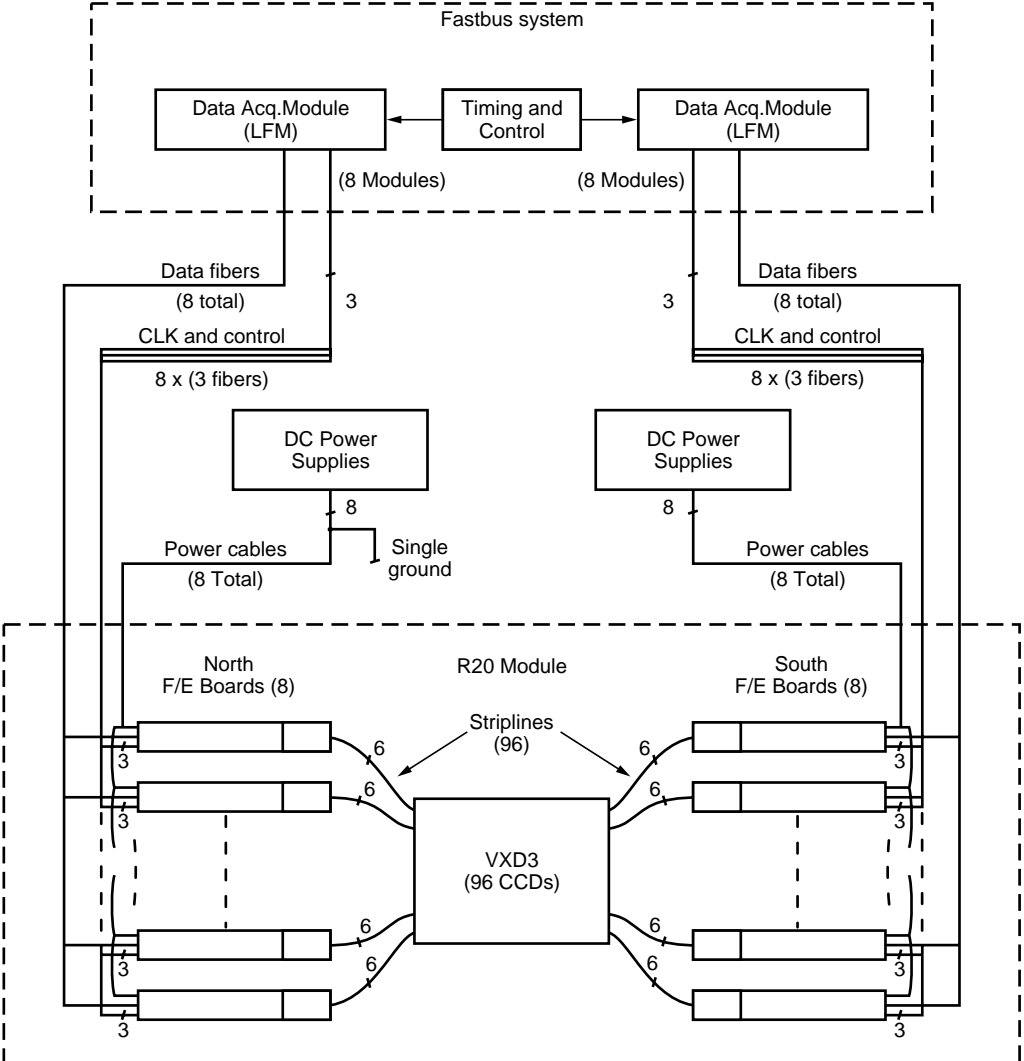 Fastbus system
Data Acq.Module
(LFM)
Timing and
Control
Data Acq.Module
(LFM)
(8 Modules)
(8 Modules)
Data fibers
(8 total)
3
3
Data fibers
(8 total)
CLK and control
8 x (3 fibers)
CLK and control
8 x (3 fibers)
DC Power
Supplies
DC Power
Supplies
8
8
Single
ground
Power cables
(8 Total)
Power cables
(8 Total)
North
F/E Boards (8)
R20 Module
South
F/E Boards (8)
Striplines
(96)
6
6
3
3
6
6
3
3
VXD3
(96 CCDs)
6
6
3
3
6
6
3
3